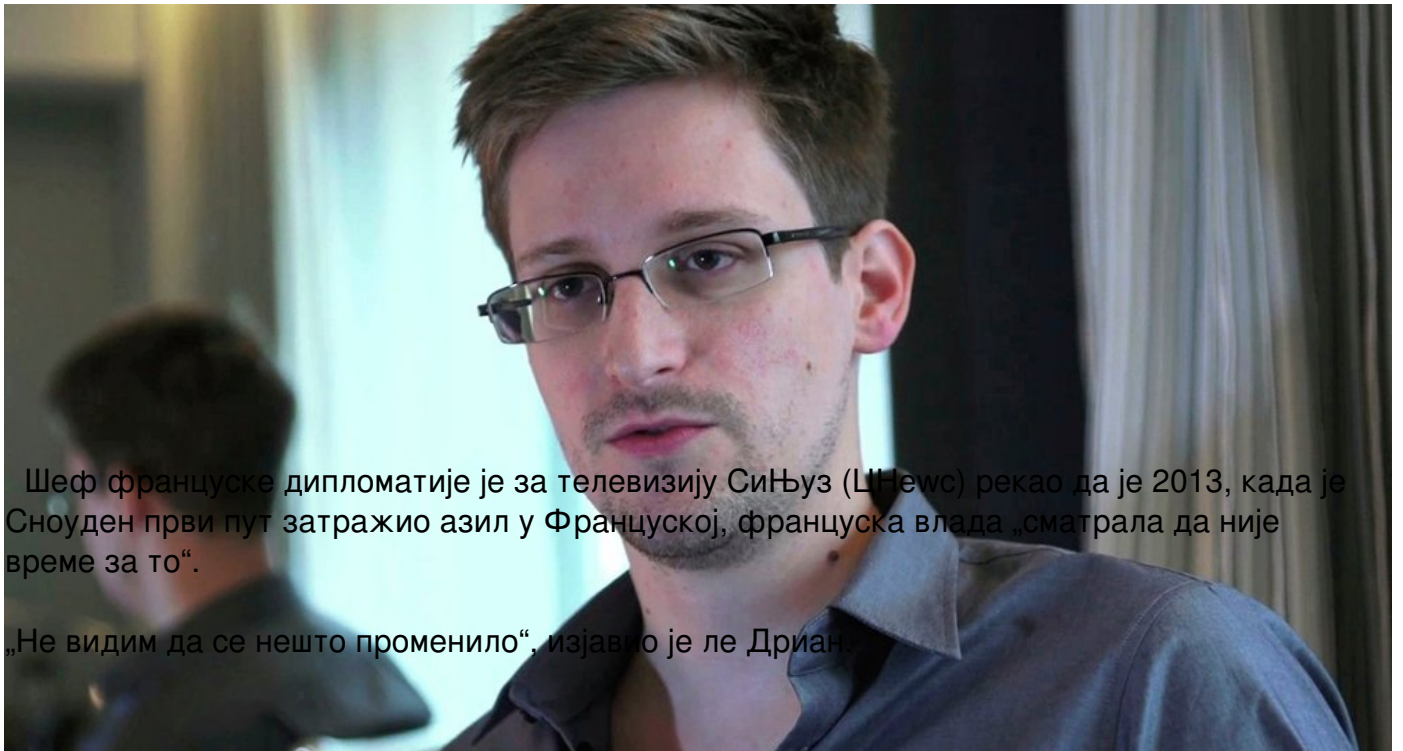 Шеф француске дипломатије је за телевизију СиЊуз (ЦНеwс) рекао да је 2013, када је
Сноуден први пут затражио азил у Француској, француска влада „сматрала да није
време за то“.
„Не видим да се нешто променило“, изјавио је ле Дриан.